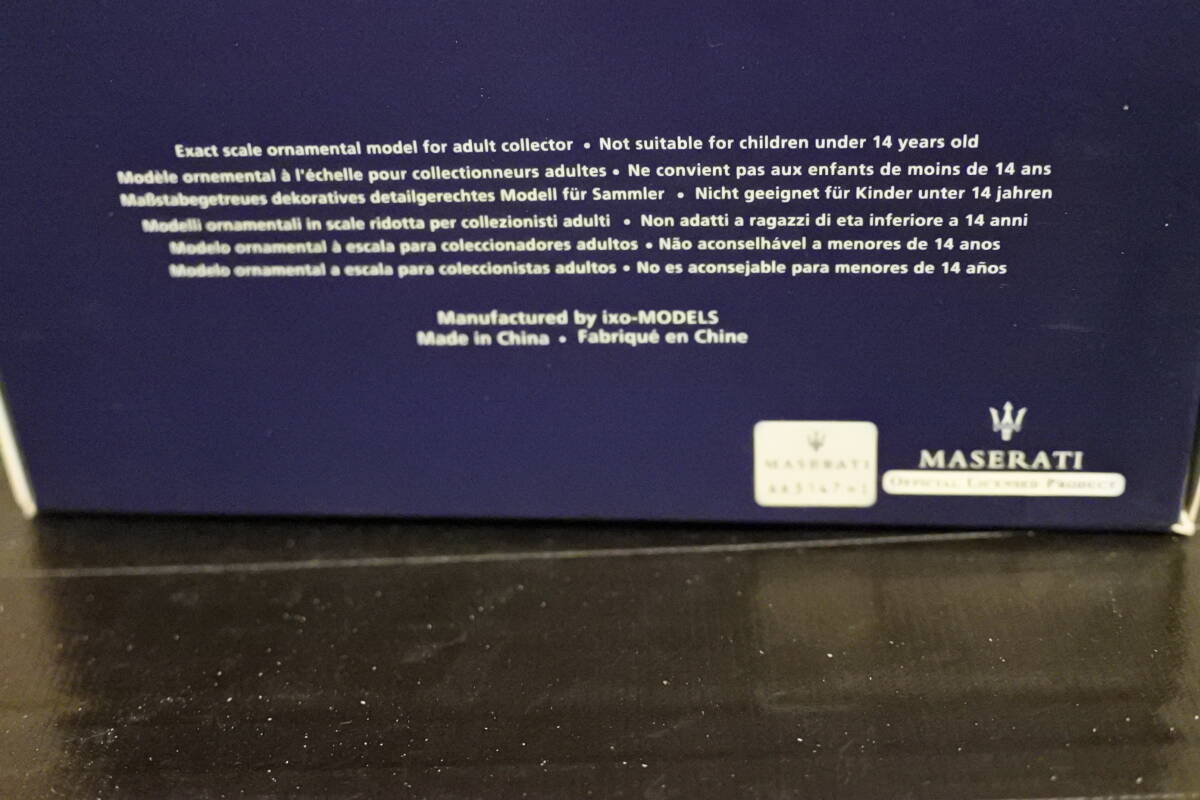 Exact scale ornamental model for adult collector • Not suitable for children under 14 years old
Modèle ornemental à l'échelle pour collectionneurs adultes • Ne convient pas aux enfants de moins de 14 ans
Maßstabegetreues dekoratives detailgerechtes Modell für Sammler • Nicht geeignet für Kinder unter 14 jahren
Modelli ornamentali in scale ridotta per collezionisti adulti • Non adatti a ragazzi di eta inferiore a 14 anni
Modelo ornamental à escala para coleccionadores adultos • Não aconselhável a menores de 14 anos
Modelo ornamental a escala para coleccionistas adultos • No es aconsejable para menores de 14 años
Manufactured by ixo-MODELS
Made in China • Fabriqué en Chine
MASERATI
MASERATI
OFFICIAL LICENSED PRODUCT